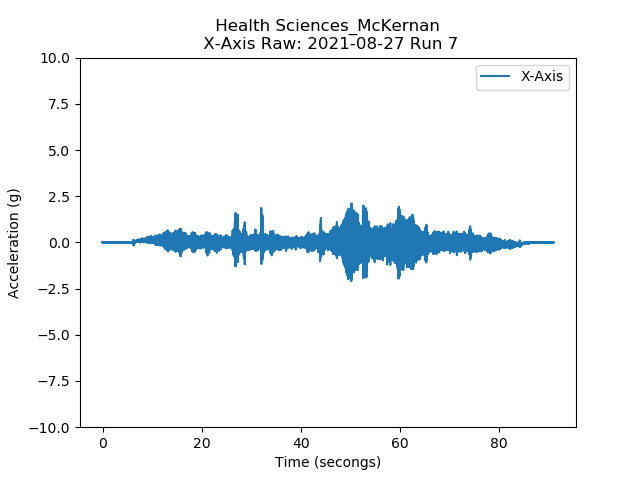 Health Sciences_McKernan
X-Axis Raw: 2021-08-27 Run 7
10.0
7.5
5.0
2.5
0.0
−2.5
−5.0
−7.5
−10.0
Acceleration (g)
X-Axis
0 20 40 60 80
Time (secongs)